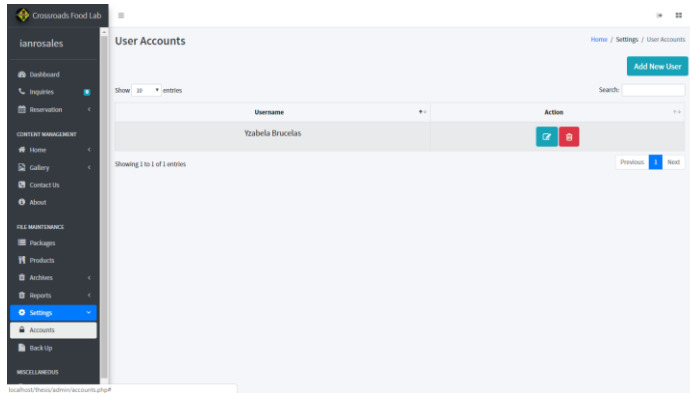 Crossroads Food Lab
ianrosales
Dashboard
Inquiries
Reservation
CONTENT MANAGEMENT
Home
Gallery
Contact Us
About
FILE MAINTENANCE
Packages
Products
Archives
Reports
Settings
Accounts
Back Up
MISCELLANEOUS
localhost/thesis/admin/accounts.php#
User Accounts
Home / Settings / User Accounts
Add New User
Show 10 entries
Search:
Username Action
Yzabela Brucelas
Showing 1 to 1 of 1 entries
Previous 1 Next